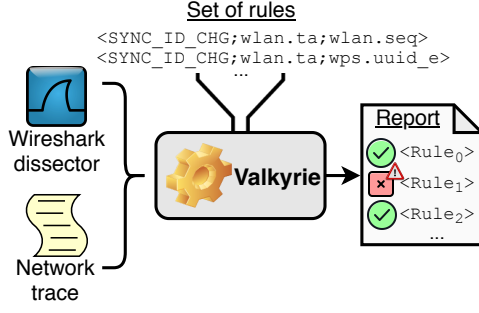 Set of rules
<SYNC_ID_CHG;wlan.ta;wlan.seq>
<SYNC_ID_CHG;wlan.ta;wps.uuid_e>
...
Wireshark
dissector
Network
trace
Valkyrie
Report
<Rule0>
<Rule1>
<Rule2>
...